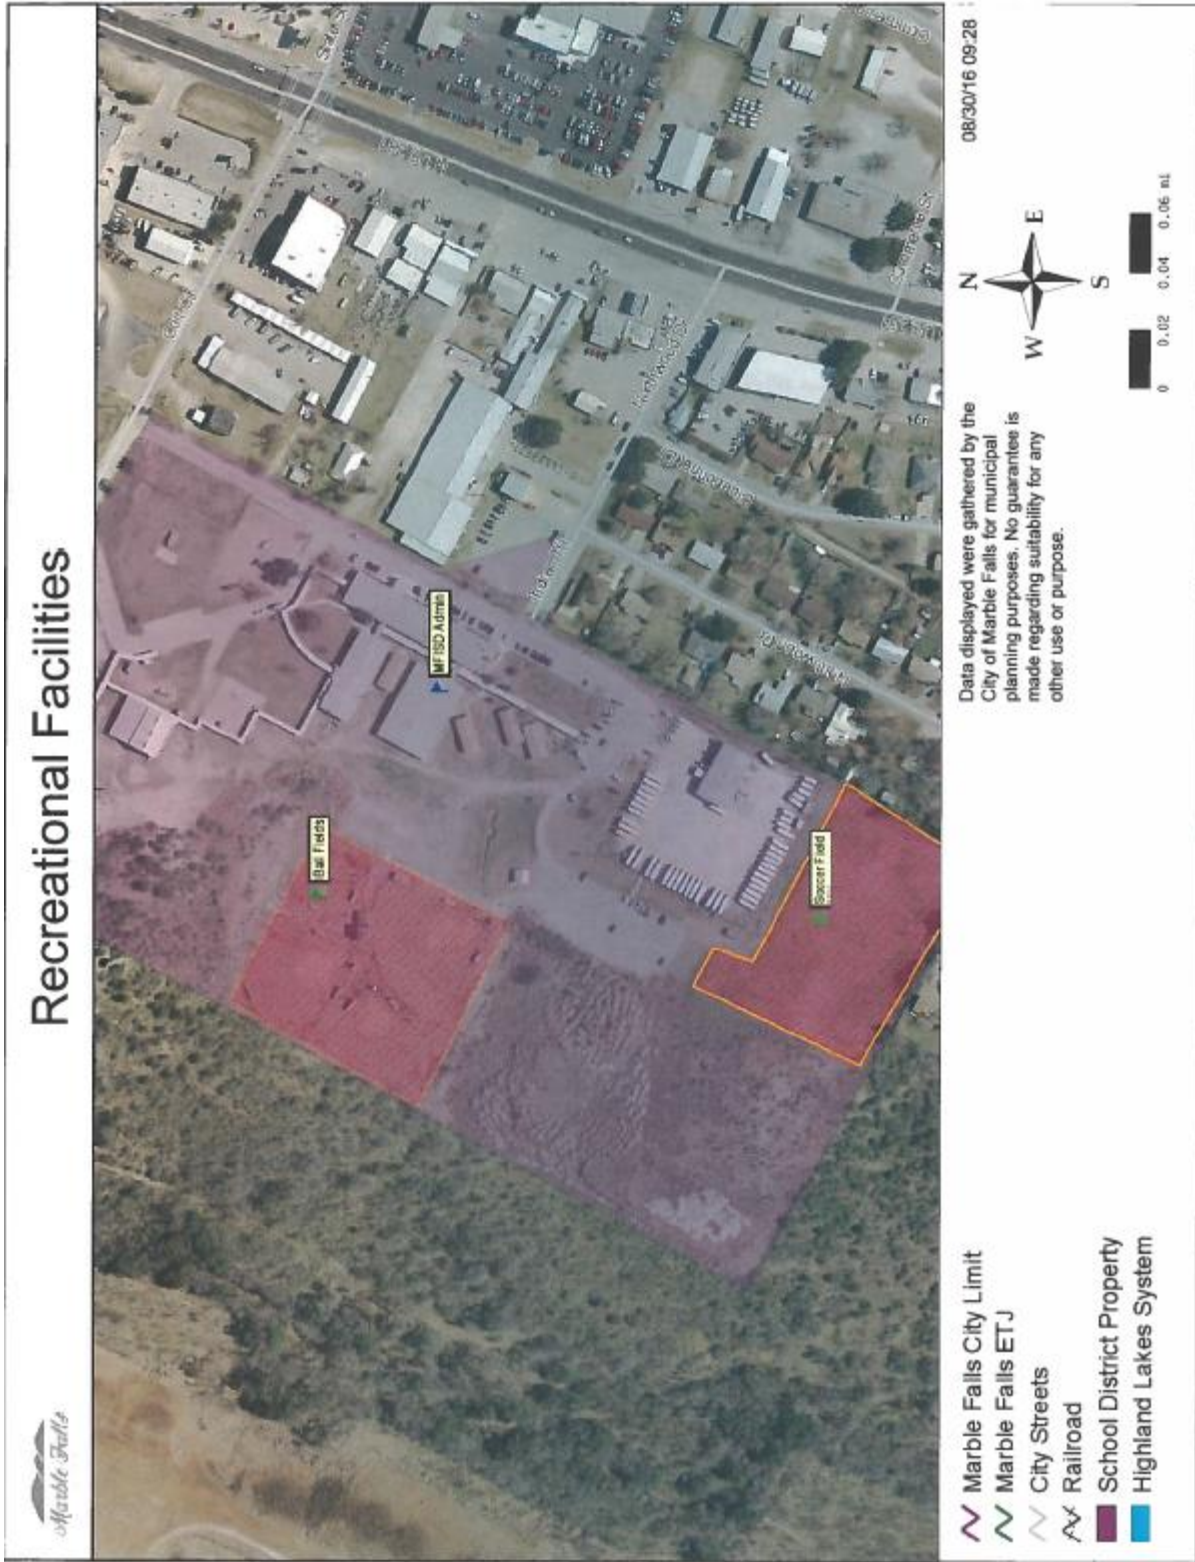 Recreational Facilities
Marble Falls
Ball Fields
MFISD Admin
Soccer Field
Marble Falls City Limit
Marble Falls ETJ
City Streets
Railroad
School District Property
Highland Lakes System
Data displayed were gathered by the
City of Marble Falls for municipal
planning purposes. No guarantee is
made regarding suitability for any
other use or purpose.
N
W
E
S
08/30/16 09:28
0
0.02
0.04
0.06 mi